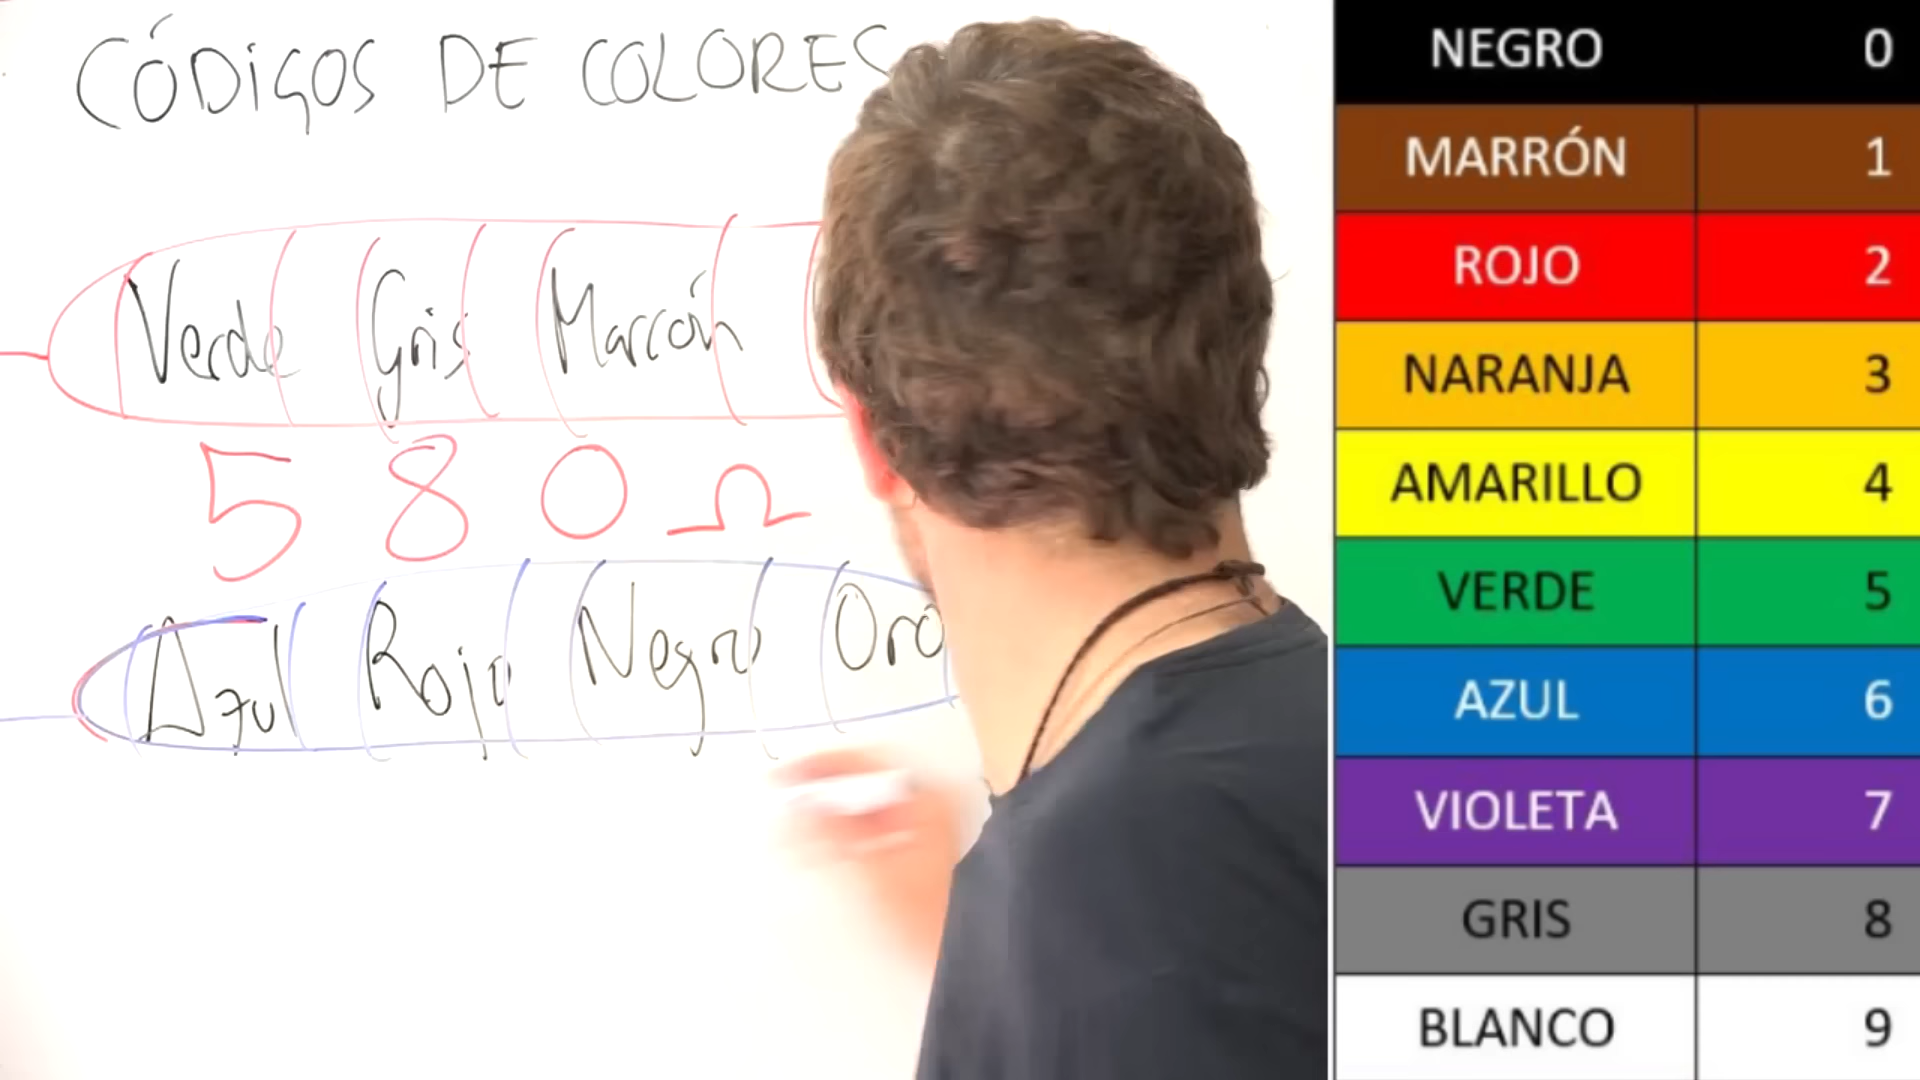 CÓDIGOS DE COLORES
Verde Gris Marrón
5 8 0 Ω
Azul Rojo Negro Oro
NEGRO 0
MARRÓN 1
ROJO 2
NARANJA 3
AMARILLO 4
VERDE 5
AZUL 6
VIOLETA 7
GRIS 8
BLANCO 9